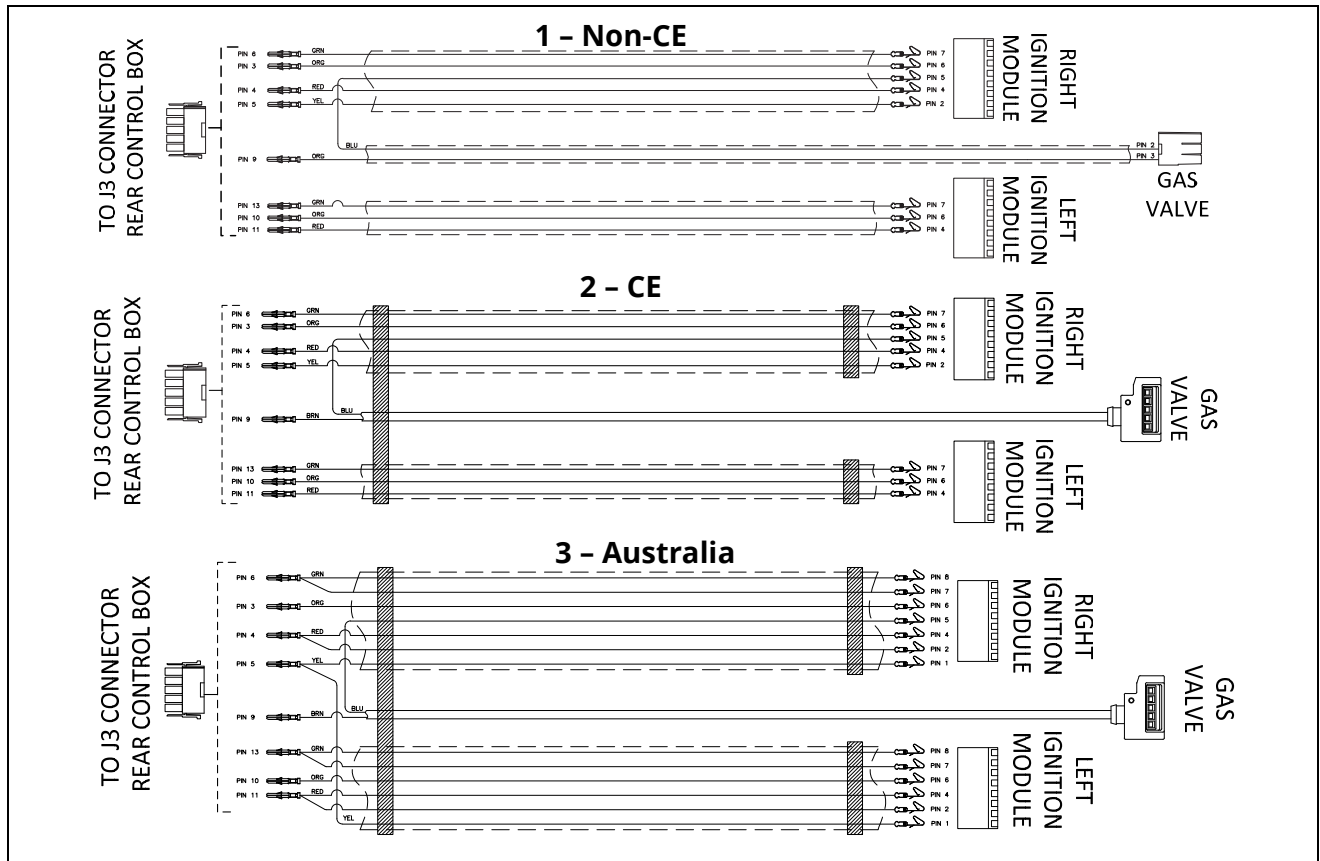 1 – Non-CE
TO J3 CONNECTOR
REAR CONTROL BOX
PIN 6 GRN PIN 7
PIN 3 ORG PIN 6
PIN 5
PIN 4 RED PIN 4
PIN 5 YEL PIN 2
RIGHT
IGNITION
MODULE
BLU PIN 2
PIN 9 ORG PIN 3
GAS
VALVE
PIN 13 GRN PIN 7
PIN 10 ORG PIN 6
PIN 11 RED PIN 4
LEFT
IGNITION
MODULE
2 – CE
TO J3 CONNECTOR
REAR CONTROL BOX
PIN 6 GRN PIN 7
PIN 3 ORG PIN 6
PIN 5
PIN 4 RED PIN 4
PIN 5 YEL PIN 2
RIGHT
IGNITION
MODULE
BLU
PIN 9 BRN
GAS
VALVE
PIN 13 GRN PIN 7
PIN 10 ORG PIN 6
PIN 11 RED PIN 4
LEFT
IGNITION
MODULE
3 – Australia
TO J3 CONNECTOR
REAR CONTROL BOX
PIN 6 GRN PIN 8
PIN 7
PIN 3 ORG PIN 6
PIN 5
PIN 4 RED PIN 4
PIN 2
PIN 5 YEL PIN 1
RIGHT
IGNITION
MODULE
BLU
PIN 9 BRN
GAS
VALVE
PIN 13 GRN PIN 8
PIN 7
PIN 10 ORG PIN 6
PIN 11 RED PIN 4
PIN 2
YEL PIN 1
LEFT
IGNITION
MODULE